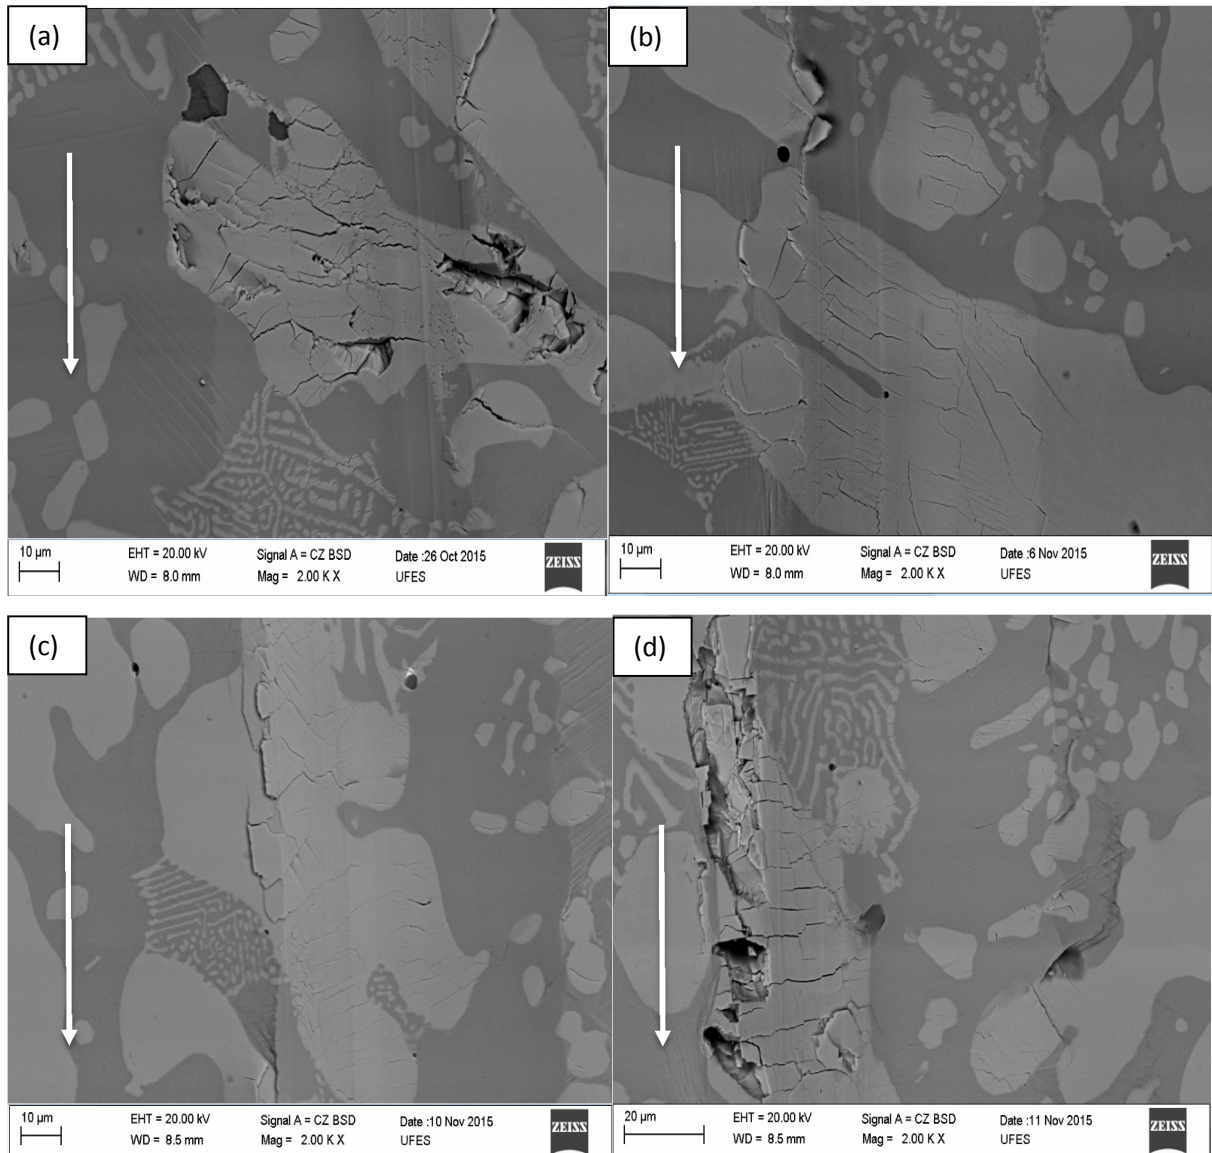 (a)
(b)
10 µm
EHT = 20.00 kV
Signal A = CZ BSD
Date :26 Oct 2015
WD = 8.0 mm
Mag = 2.00 K X
UFES
ZEISS
10 µm
EHT = 20.00 kV
Signal A = CZ BSD
Date :6 Nov 2015
WD = 8.0 mm
Mag = 2.00 K X
UFES
ZEISS
(c)
(d)
10 µm
EHT = 20.00 kV
Signal A = CZ BSD
Date :10 Nov 2015
WD = 8.5 mm
Mag = 2.00 K X
UFES
ZEISS
20 µm
EHT = 20.00 kV
Signal A = CZ BSD
Date :11 Nov 2015
WD = 8.5 mm
Mag = 2.00 K X
UFES
ZEISS